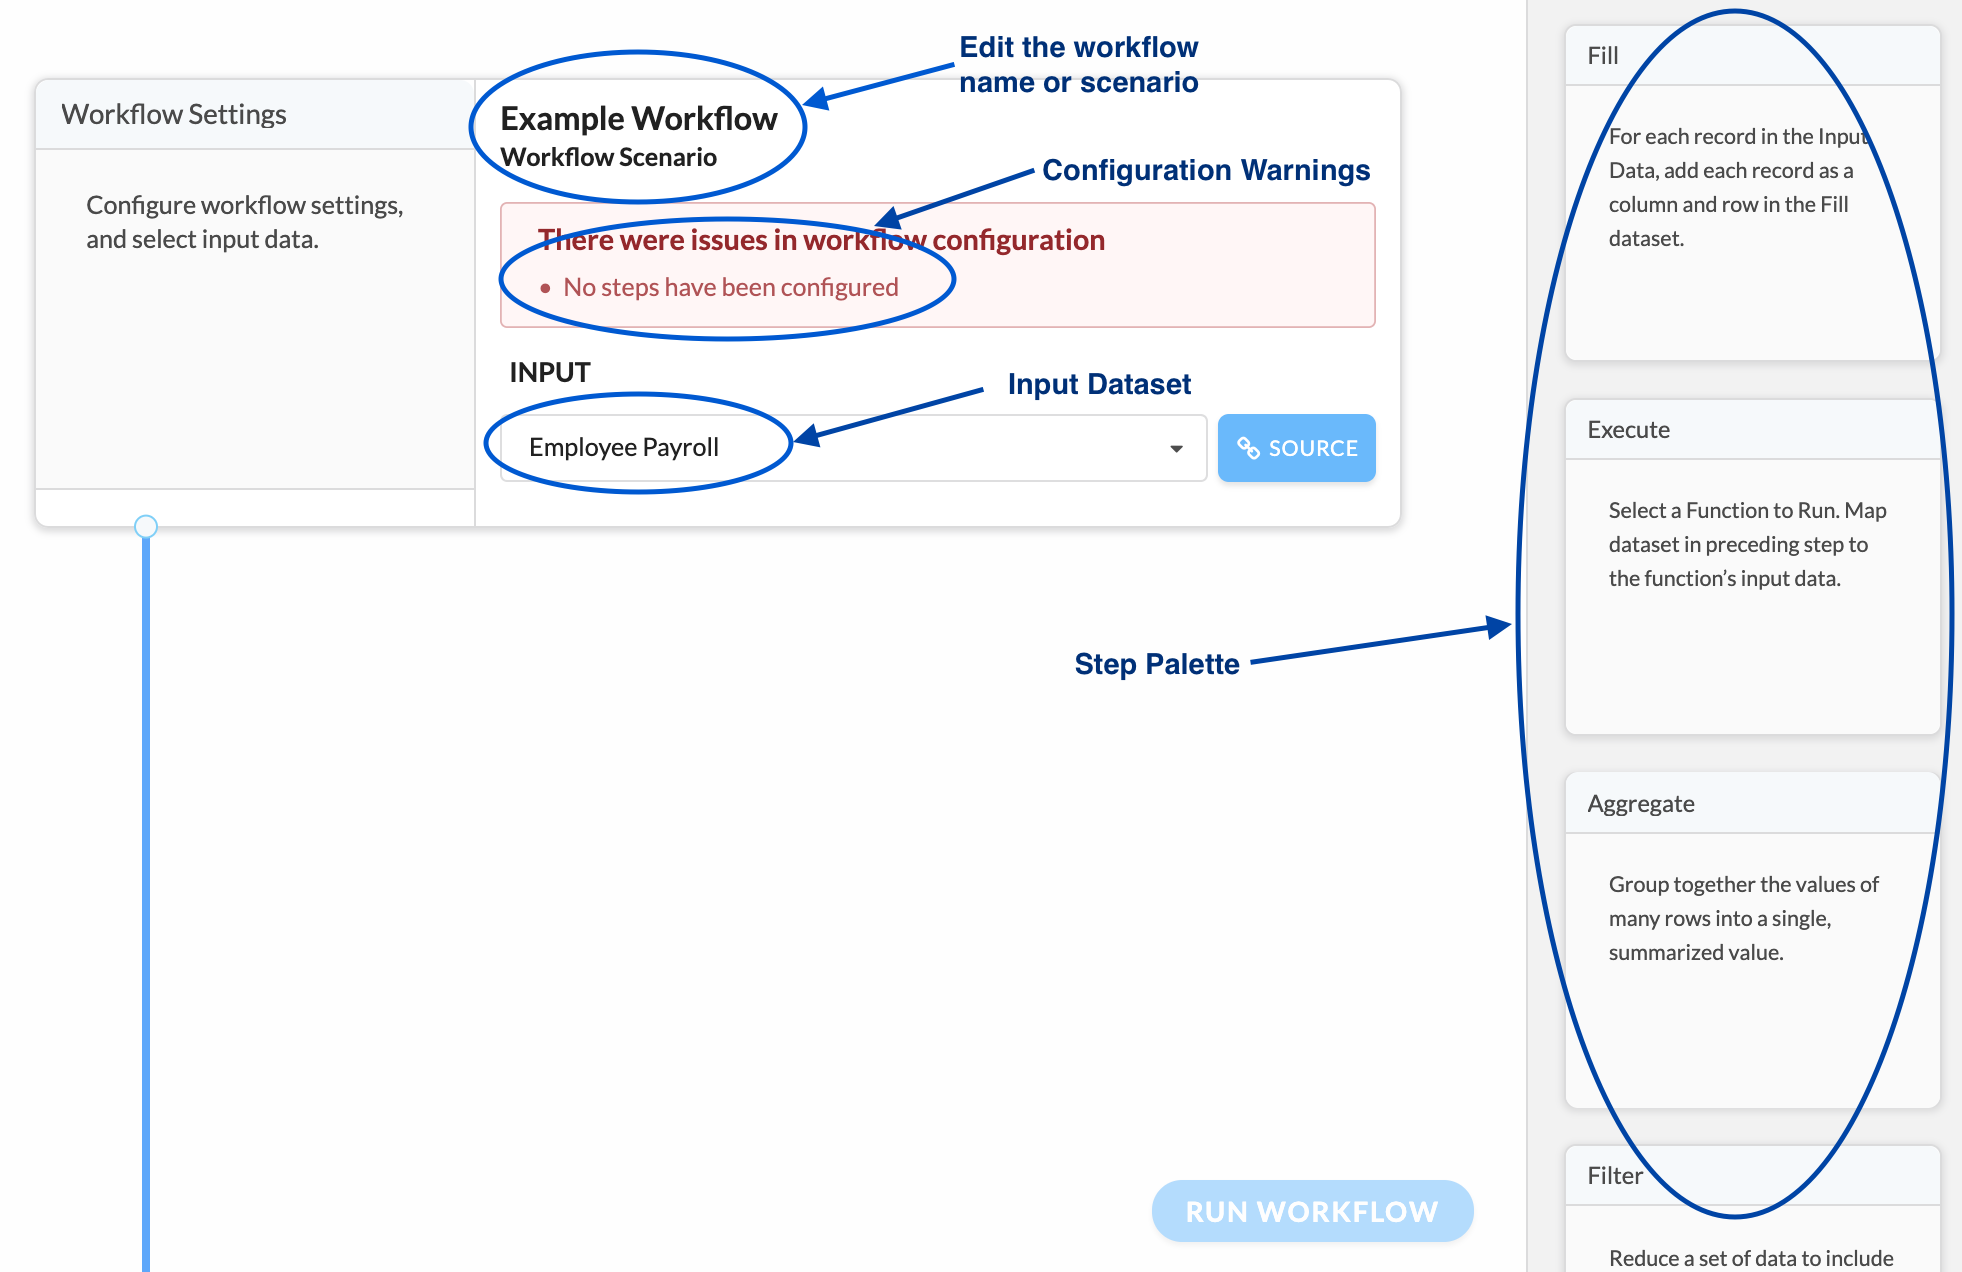 Edit the workflow
name or scenario
Workflow Settings
Configure workflow settings,
and select input data.
Example Workflow
Workflow Scenario
Configuration Warnings
There were issues in workflow configuration
• No steps have been configured
INPUT
Input Dataset
Employee Payroll
SOURCE
Step Palette
RUN WORKFLOW
Fill
For each record in the Input
Data, add each record as a
column and row in the Fill
dataset.
Execute
Select a Function to Run. Map
dataset in preceding step to
the function’s input data.
Aggregate
Group together the values of
many rows into a single,
summarized value.
Filter
Reduce a set of data to include